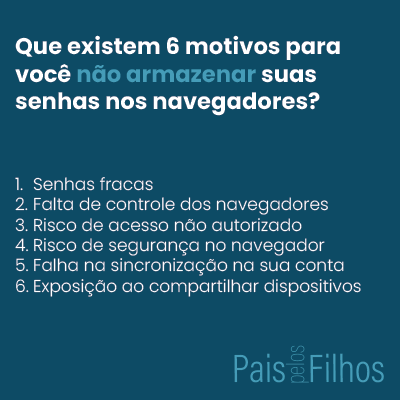 Que existem 6 motivos para
você não armazenar suas
senhas nos navegadores?
1. Senhas fracas
2. Falta de controle dos navegadores
3. Risco de acesso não autorizado
4. Risco de segurança no navegador
5. Falha na sincronização na sua conta
6. Exposição ao compartilhar dispositivos
Pais pelos Filhos